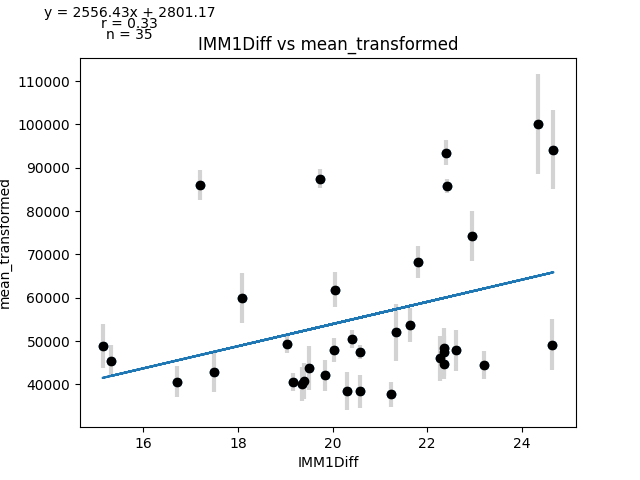 y = 2556.43x + 2801.17
r = 0.33
n = 35
IMM1Diff vs mean_transformed
110000
100000
90000
80000
70000
60000
50000
40000
mean_transformed
16 18 20 22 24
IMM1Diff